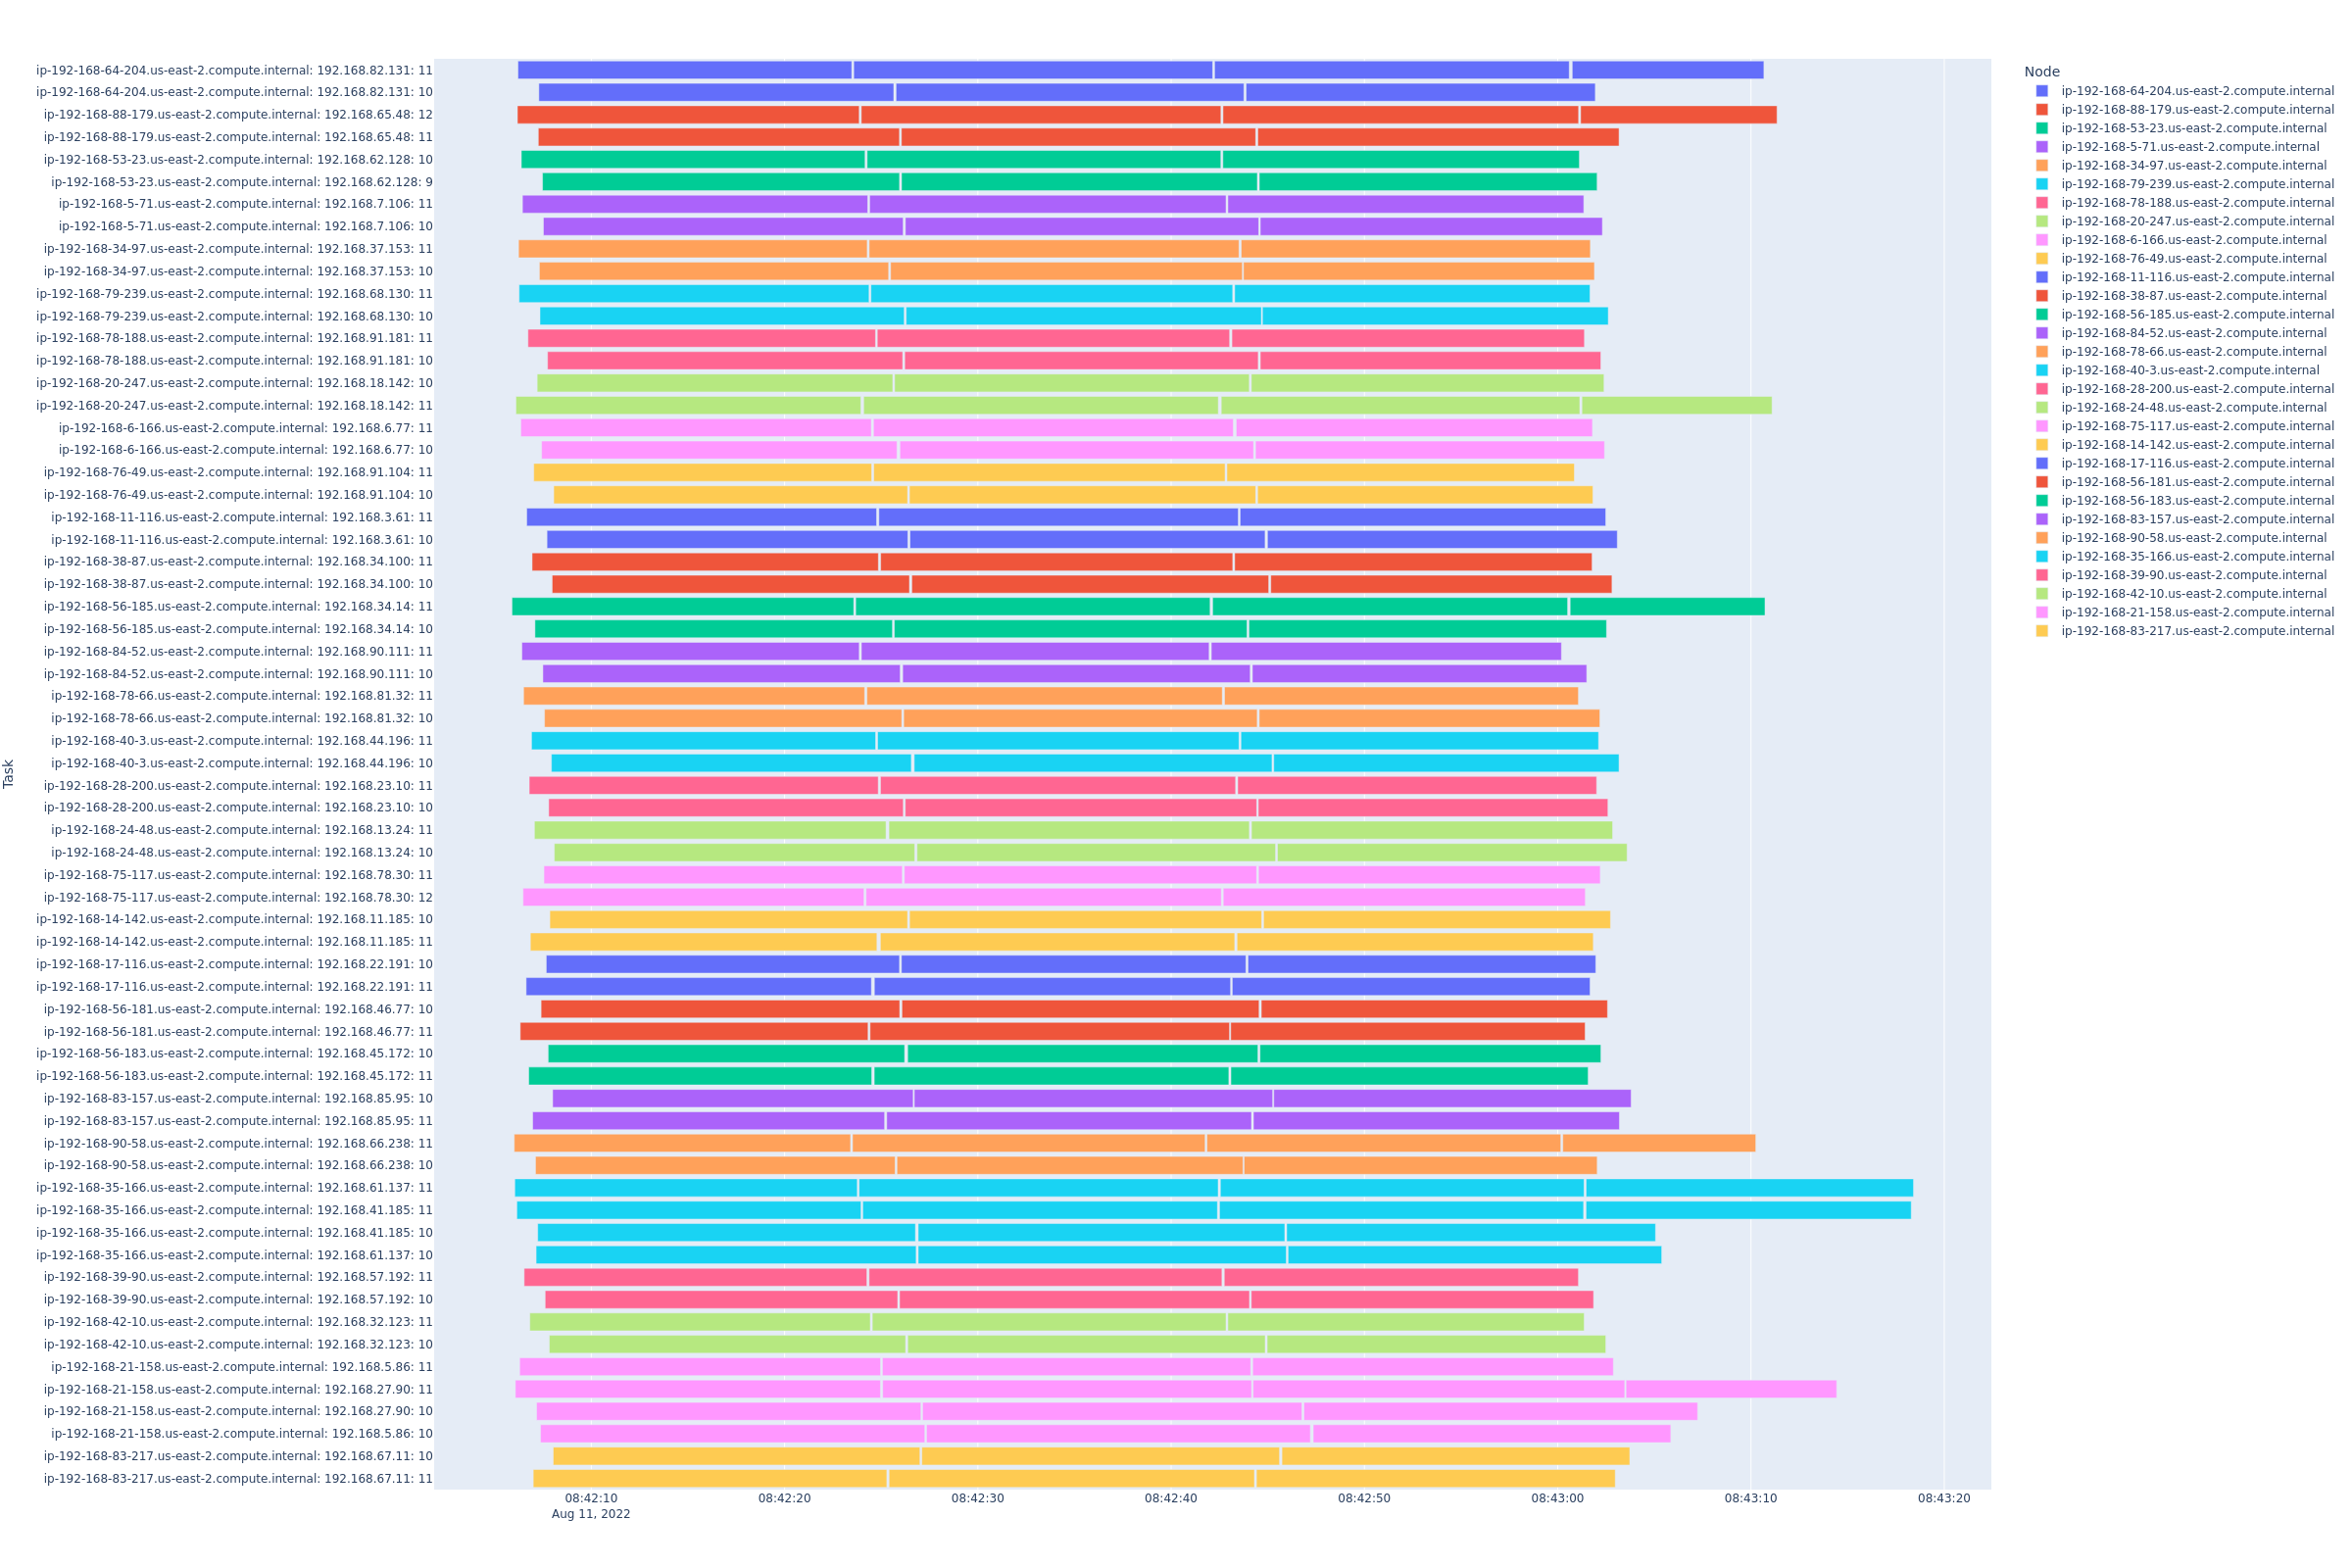 ip-192-168-64-204.us-east-2.compute.internal: 192.168.82.131: 11
ip-192-168-64-204.us-east-2.compute.internal: 192.168.82.131: 10
ip-192-168-88-179.us-east-2.compute.internal: 192.168.65.48: 12
ip-192-168-88-179.us-east-2.compute.internal: 192.168.65.48: 11
ip-192-168-53-23.us-east-2.compute.internal: 192.168.62.128: 10
ip-192-168-53-23.us-east-2.compute.internal: 192.168.62.128: 9
ip-192-168-5-71.us-east-2.compute.internal: 192.168.7.106: 11
ip-192-168-5-71.us-east-2.compute.internal: 192.168.7.106: 10
ip-192-168-34-97.us-east-2.compute.internal: 192.168.37.153: 11
ip-192-168-34-97.us-east-2.compute.internal: 192.168.37.153: 10
ip-192-168-79-239.us-east-2.compute.internal: 192.168.68.130: 11
ip-192-168-79-239.us-east-2.compute.internal: 192.168.68.130: 10
ip-192-168-78-188.us-east-2.compute.internal: 192.168.91.181: 11
ip-192-168-78-188.us-east-2.compute.internal: 192.168.91.181: 10
ip-192-168-20-247.us-east-2.compute.internal: 192.168.18.142: 10
ip-192-168-20-247.us-east-2.compute.internal: 192.168.18.142: 11
ip-192-168-6-166.us-east-2.compute.internal: 192.168.6.77: 11
ip-192-168-6-166.us-east-2.compute.internal: 192.168.6.77: 10
ip-192-168-76-49.us-east-2.compute.internal: 192.168.91.104: 11
ip-192-168-76-49.us-east-2.compute.internal: 192.168.91.104: 10
ip-192-168-11-116.us-east-2.compute.internal: 192.168.3.61: 11
ip-192-168-11-116.us-east-2.compute.internal: 192.168.3.61: 10
ip-192-168-38-87.us-east-2.compute.internal: 192.168.34.100: 11
ip-192-168-38-87.us-east-2.compute.internal: 192.168.34.100: 10
ip-192-168-56-185.us-east-2.compute.internal: 192.168.34.14: 11
ip-192-168-56-185.us-east-2.compute.internal: 192.168.34.14: 10
ip-192-168-84-52.us-east-2.compute.internal: 192.168.90.111: 11
ip-192-168-84-52.us-east-2.compute.internal: 192.168.90.111: 10
ip-192-168-78-66.us-east-2.compute.internal: 192.168.81.32: 11
ip-192-168-78-66.us-east-2.compute.internal: 192.168.81.32: 10
ip-192-168-40-3.us-east-2.compute.internal: 192.168.44.196: 11
ip-192-168-40-3.us-east-2.compute.internal: 192.168.44.196: 10
ip-192-168-28-200.us-east-2.compute.internal: 192.168.23.10: 11
ip-192-168-28-200.us-east-2.compute.internal: 192.168.23.10: 10
ip-192-168-24-48.us-east-2.compute.internal: 192.168.13.24: 11
ip-192-168-24-48.us-east-2.compute.internal: 192.168.13.24: 10
ip-192-168-75-117.us-east-2.compute.internal: 192.168.78.30: 11
ip-192-168-75-117.us-east-2.compute.internal: 192.168.78.30: 12
ip-192-168-14-142.us-east-2.compute.internal: 192.168.11.185: 10
ip-192-168-14-142.us-east-2.compute.internal: 192.168.11.185: 11
ip-192-168-17-116.us-east-2.compute.internal: 192.168.22.191: 10
ip-192-168-17-116.us-east-2.compute.internal: 192.168.22.191: 11
ip-192-168-56-181.us-east-2.compute.internal: 192.168.46.77: 10
ip-192-168-56-181.us-east-2.compute.internal: 192.168.46.77: 11
ip-192-168-56-183.us-east-2.compute.internal: 192.168.45.172: 10
ip-192-168-56-183.us-east-2.compute.internal: 192.168.45.172: 11
ip-192-168-83-157.us-east-2.compute.internal: 192.168.85.95: 10
ip-192-168-83-157.us-east-2.compute.internal: 192.168.85.95: 11
ip-192-168-90-58.us-east-2.compute.internal: 192.168.66.238: 11
ip-192-168-90-58.us-east-2.compute.internal: 192.168.66.238: 10
ip-192-168-35-166.us-east-2.compute.internal: 192.168.61.137: 11
ip-192-168-35-166.us-east-2.compute.internal: 192.168.41.185: 11
ip-192-168-35-166.us-east-2.compute.internal: 192.168.41.185: 10
ip-192-168-35-166.us-east-2.compute.internal: 192.168.61.137: 10
ip-192-168-39-90.us-east-2.compute.internal: 192.168.57.192: 11
ip-192-168-39-90.us-east-2.compute.internal: 192.168.57.192: 10
ip-192-168-42-10.us-east-2.compute.internal: 192.168.32.123: 11
ip-192-168-42-10.us-east-2.compute.internal: 192.168.32.123: 10
ip-192-168-21-158.us-east-2.compute.internal: 192.168.5.86: 11
ip-192-168-21-158.us-east-2.compute.internal: 192.168.27.90: 11
ip-192-168-21-158.us-east-2.compute.internal: 192.168.27.90: 10
ip-192-168-21-158.us-east-2.compute.internal: 192.168.5.86: 10
ip-192-168-83-217.us-east-2.compute.internal: 192.168.67.11: 10
ip-192-168-83-217.us-east-2.compute.internal: 192.168.67.11: 11
Task
08:42:10
Aug 11, 2022
08:42:20
08:42:30
08:42:40
08:42:50
08:43:00
08:43:10
08:43:20
Node
ip-192-168-64-204.us-east-2.compute.internal
ip-192-168-88-179.us-east-2.compute.internal
ip-192-168-53-23.us-east-2.compute.internal
ip-192-168-5-71.us-east-2.compute.internal
ip-192-168-34-97.us-east-2.compute.internal
ip-192-168-79-239.us-east-2.compute.internal
ip-192-168-78-188.us-east-2.compute.internal
ip-192-168-20-247.us-east-2.compute.internal
ip-192-168-6-166.us-east-2.compute.internal
ip-192-168-76-49.us-east-2.compute.internal
ip-192-168-11-116.us-east-2.compute.internal
ip-192-168-38-87.us-east-2.compute.internal
ip-192-168-56-185.us-east-2.compute.internal
ip-192-168-84-52.us-east-2.compute.internal
ip-192-168-78-66.us-east-2.compute.internal
ip-192-168-40-3.us-east-2.compute.internal
ip-192-168-28-200.us-east-2.compute.internal
ip-192-168-24-48.us-east-2.compute.internal
ip-192-168-75-117.us-east-2.compute.internal
ip-192-168-14-142.us-east-2.compute.internal
ip-192-168-17-116.us-east-2.compute.internal
ip-192-168-56-181.us-east-2.compute.internal
ip-192-168-56-183.us-east-2.compute.internal
ip-192-168-83-157.us-east-2.compute.internal
ip-192-168-90-58.us-east-2.compute.internal
ip-192-168-35-166.us-east-2.compute.internal
ip-192-168-39-90.us-east-2.compute.internal
ip-192-168-42-10.us-east-2.compute.internal
ip-192-168-21-158.us-east-2.compute.internal
ip-192-168-83-217.us-east-2.compute.internal